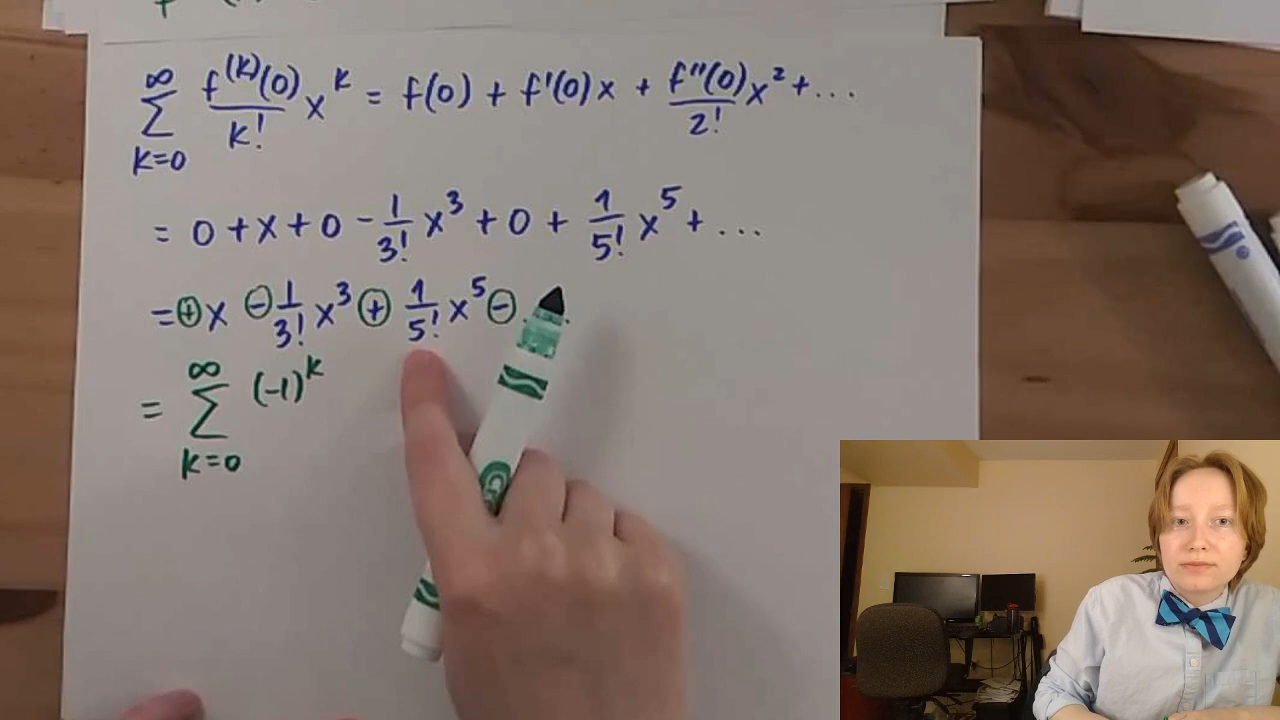 ∞ Σ k=0 f^(k)(0)/k! x^k = f(0) + f'(0)x + f''(0)/2! x^2 + ...
= 0 + x + 0 - 1/3! x^3 + 0 + 1/5! x^5 + ...
= ⊕ x ⊖ 1/3! x^3 ⊕ 1/5! x^5 ⊖
= ∞ Σ k=0 (-1)^k